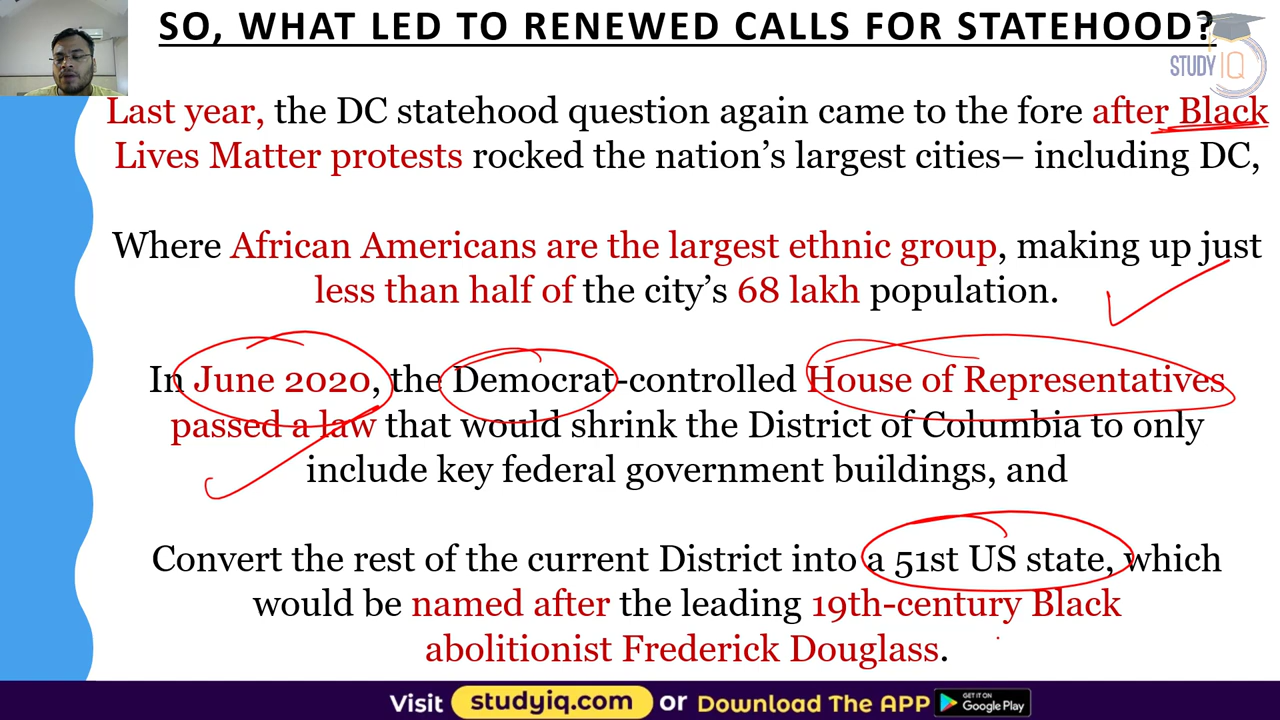 SO, WHAT LED TO RENEWED CALLS FOR STATEHOOD?
STUDY IQ
Last year, the DC statehood question again came to the fore after Black
Lives Matter protests rocked the nation's largest cities– including DC,
Where African Americans are the largest ethnic group, making up just
less than half of the city's 68 lakh population.
In June 2020, the Democrat-controlled House of Representatives
passed a law that would shrink the District of Columbia to only
include key federal government buildings, and
Convert the rest of the current District into a 51st US state, which
would be named after the leading 19th-century Black
abolitionist Frederick Douglass.
Visit studyiq.com or Download The APP GET IT ON Google Play